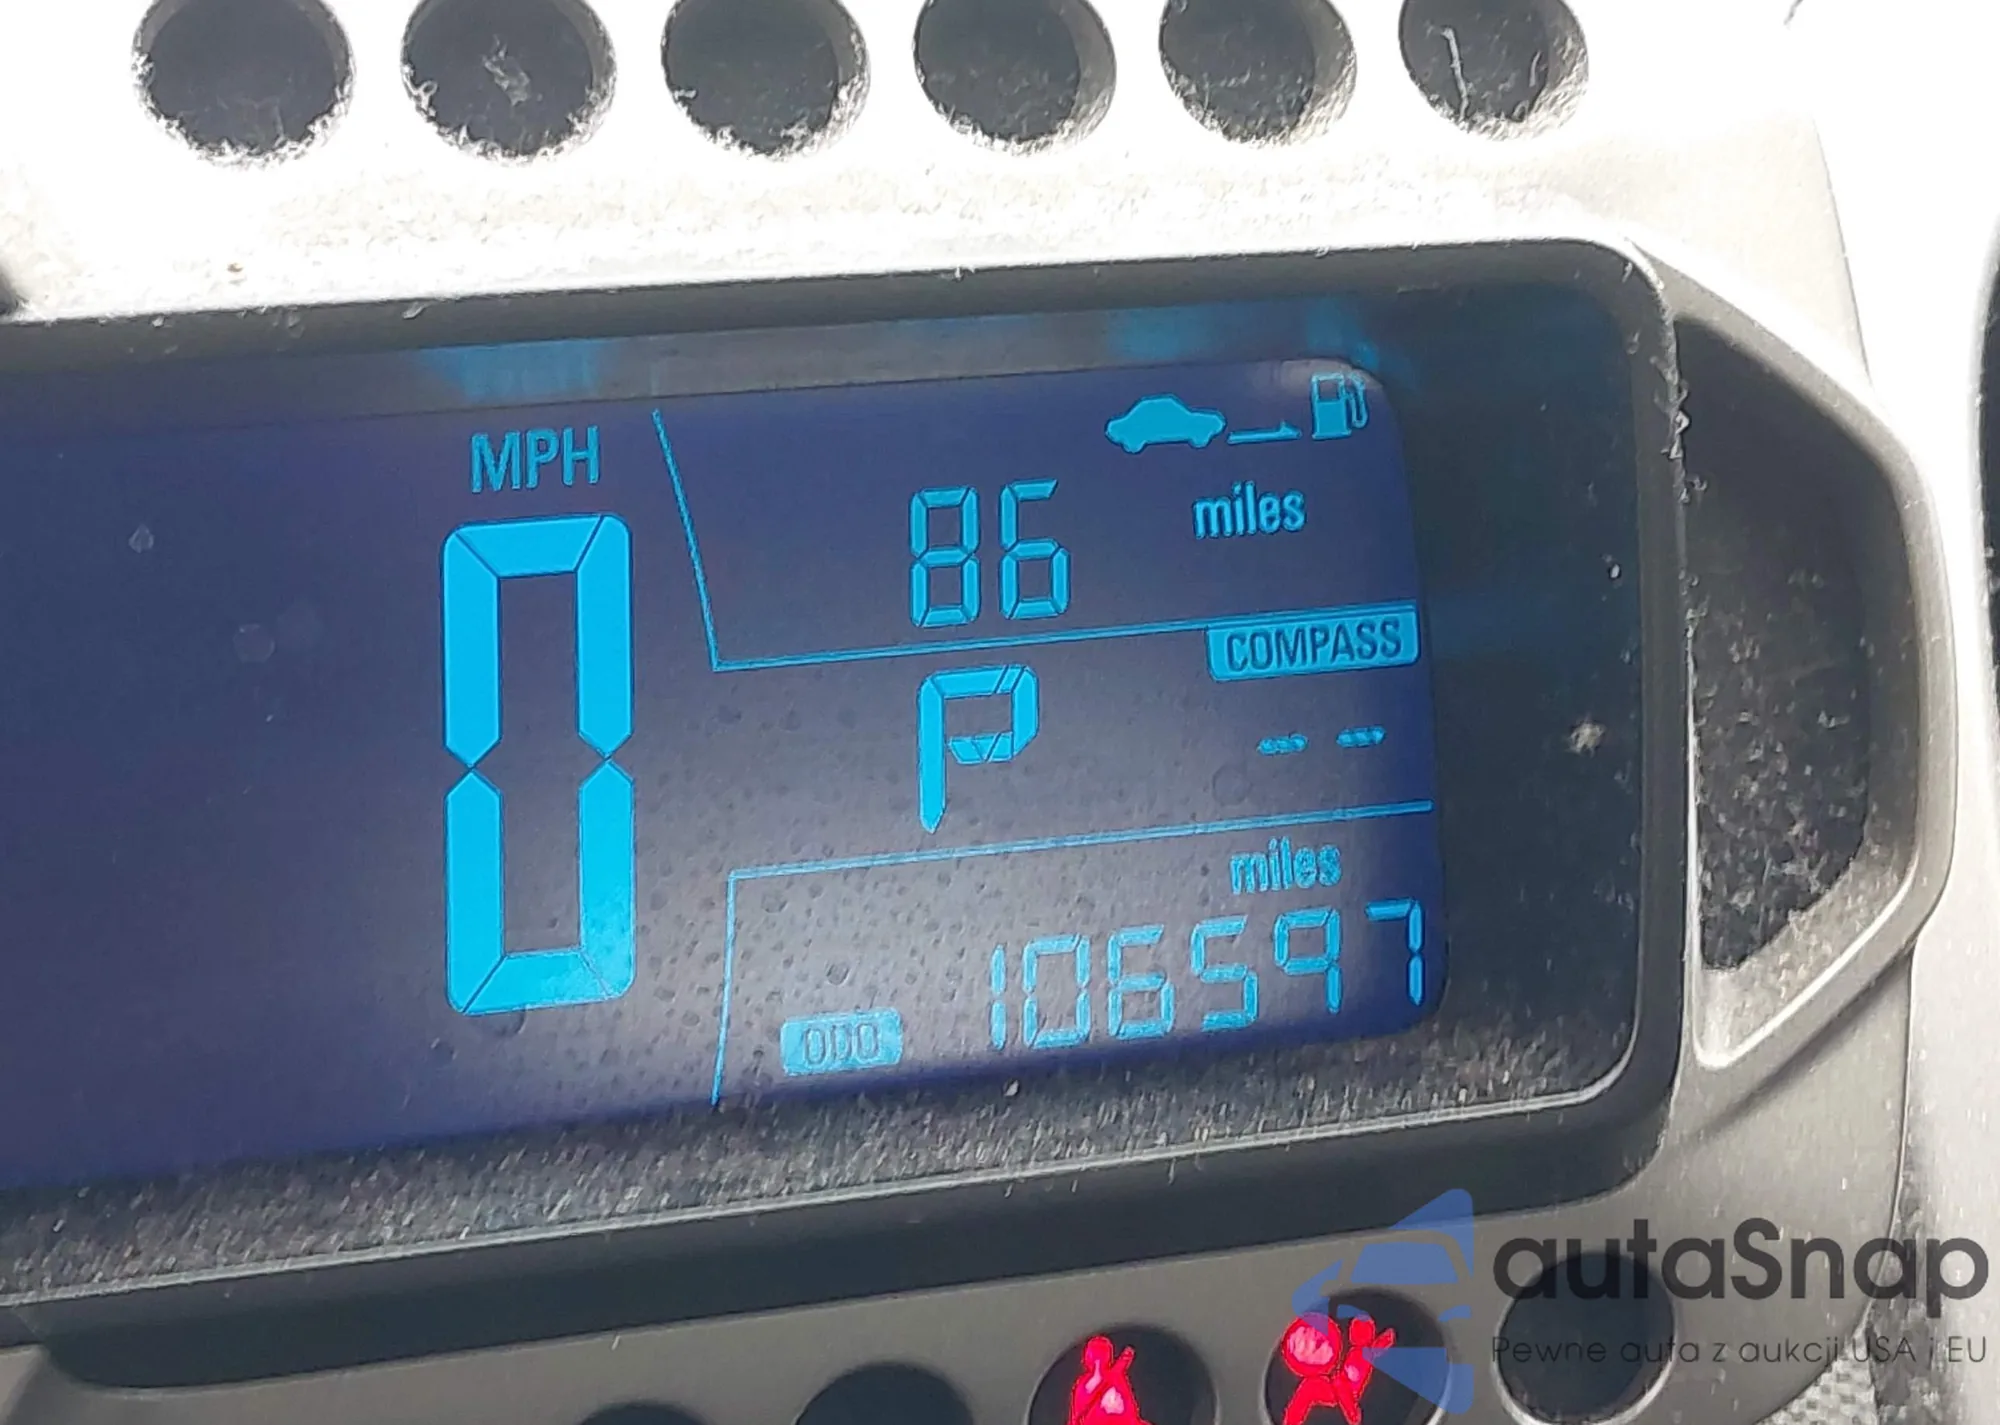 MPH
0
86
miles
COMPASS
P
--
miles
ODO 106597
autaSnap
Pewne auta z aukcji USA i EU